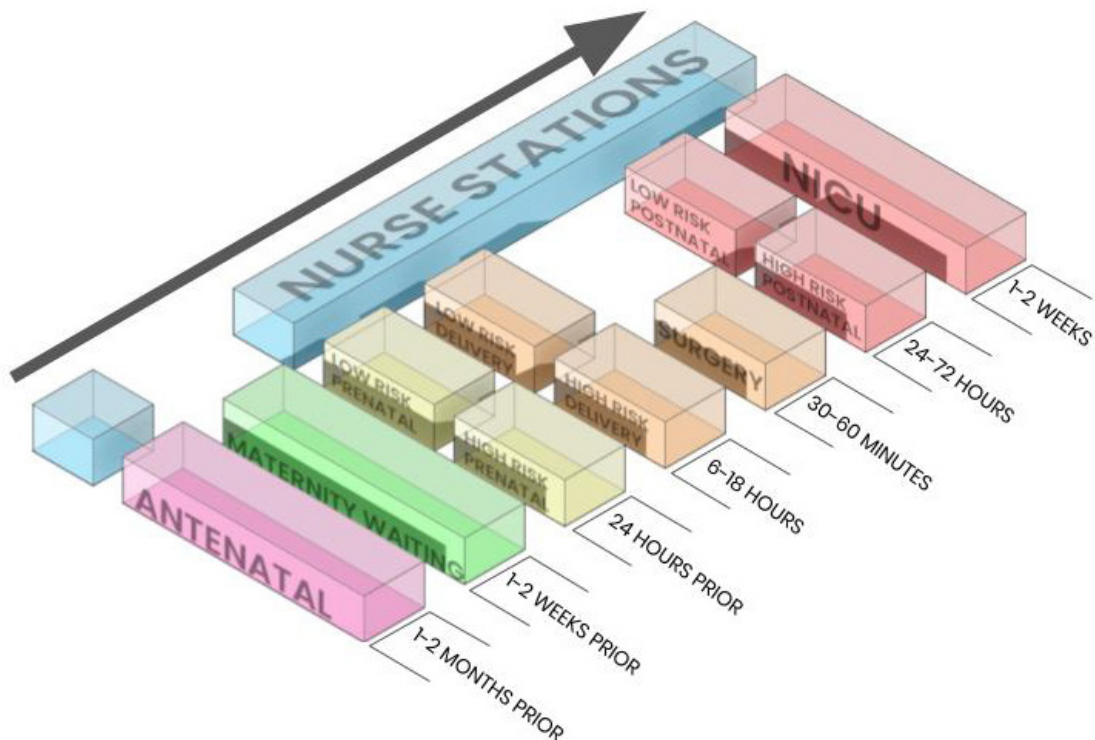 NURSE STATIONS
NICU
LOW RISK
POSTNATAL
HIGH RISK
POSTNATAL
SURGERY
LOW RISK
DELIVERY
HIGH RISK
DELIVERY
LOW RISK
PRENATAL
HIGH RISK
PRENATAL
MATERNITY WAITING
ANTENATAL
1-2 WEEKS
24-72 HOURS
30-60 MINUTES
6-18 HOURS
24 HOURS PRIOR
1-2 WEEKS PRIOR
1-2 MONTHS PRIOR